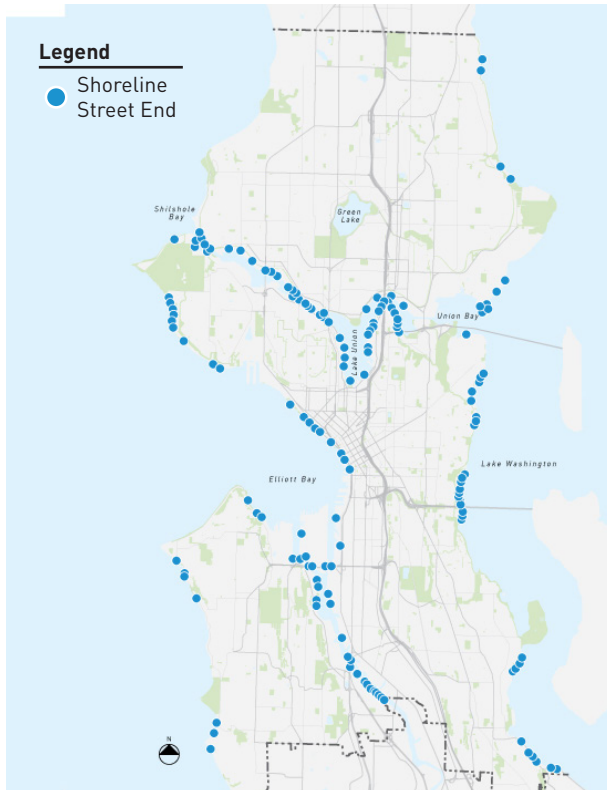 Legend
Shoreline
Street End
Shilshole
Bay
Green
Lake
Union Bay
Lake Union
Lake Washington
Elliott Bay
N